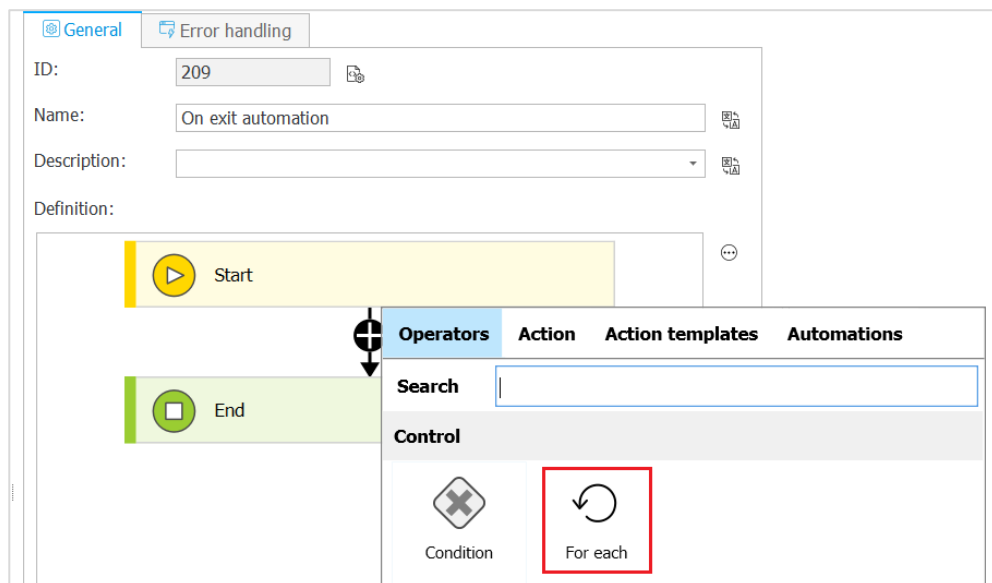 General
Error handling
ID:
209
Name:
On exit automation
Description:
Definition:
Start
Operators
Action
Action templates
Automations
Search
End
Control
Condition
For each